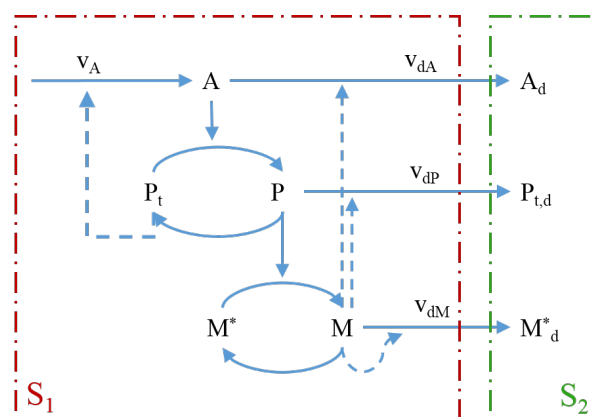 v_A
A
v_dA
A_d
P_t
P
v_dP
P_t,d
M*
M
v_dM
M*_d
S_1
S_2